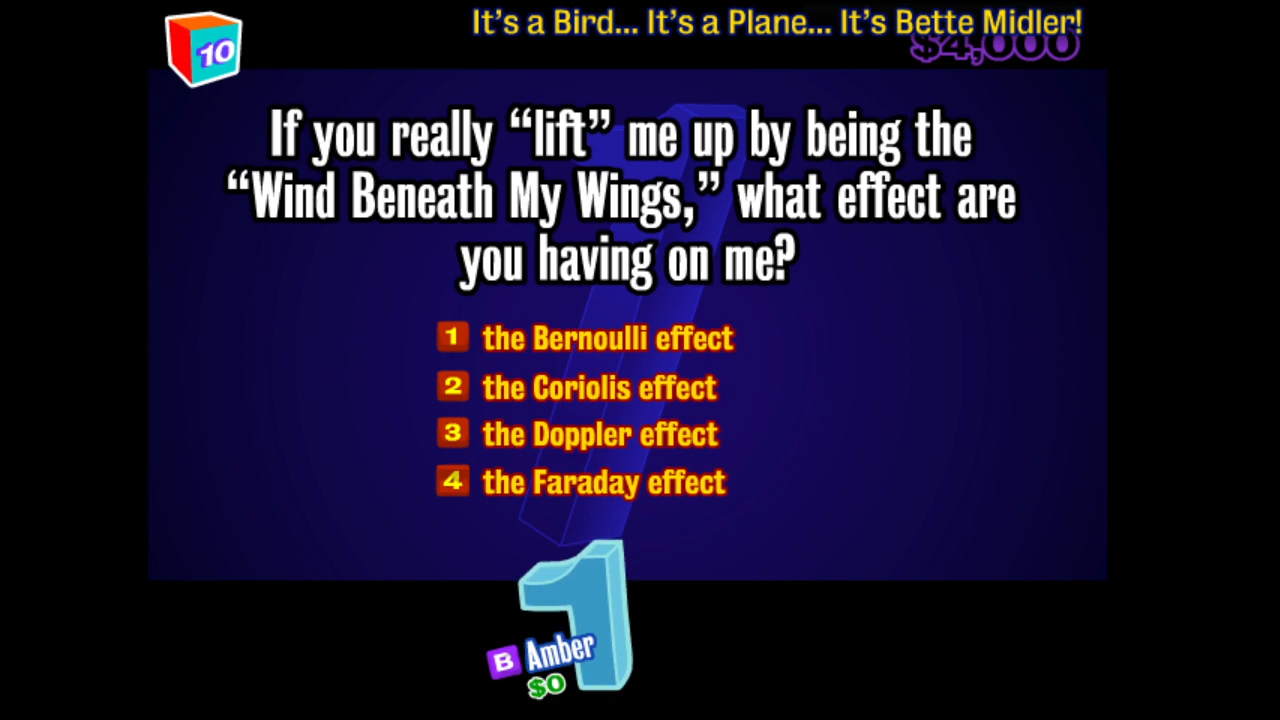 It’s a Bird... It’s a Plane... It’s Bette Midler!
$4,000
10
If you really “lift” me up by being the
“Wind Beneath My Wings,” what effect are
you having on me?
1 the Bernoulli effect
2 the Coriolis effect
3 the Doppler effect
4 the Faraday effect
1
B Amber
$0